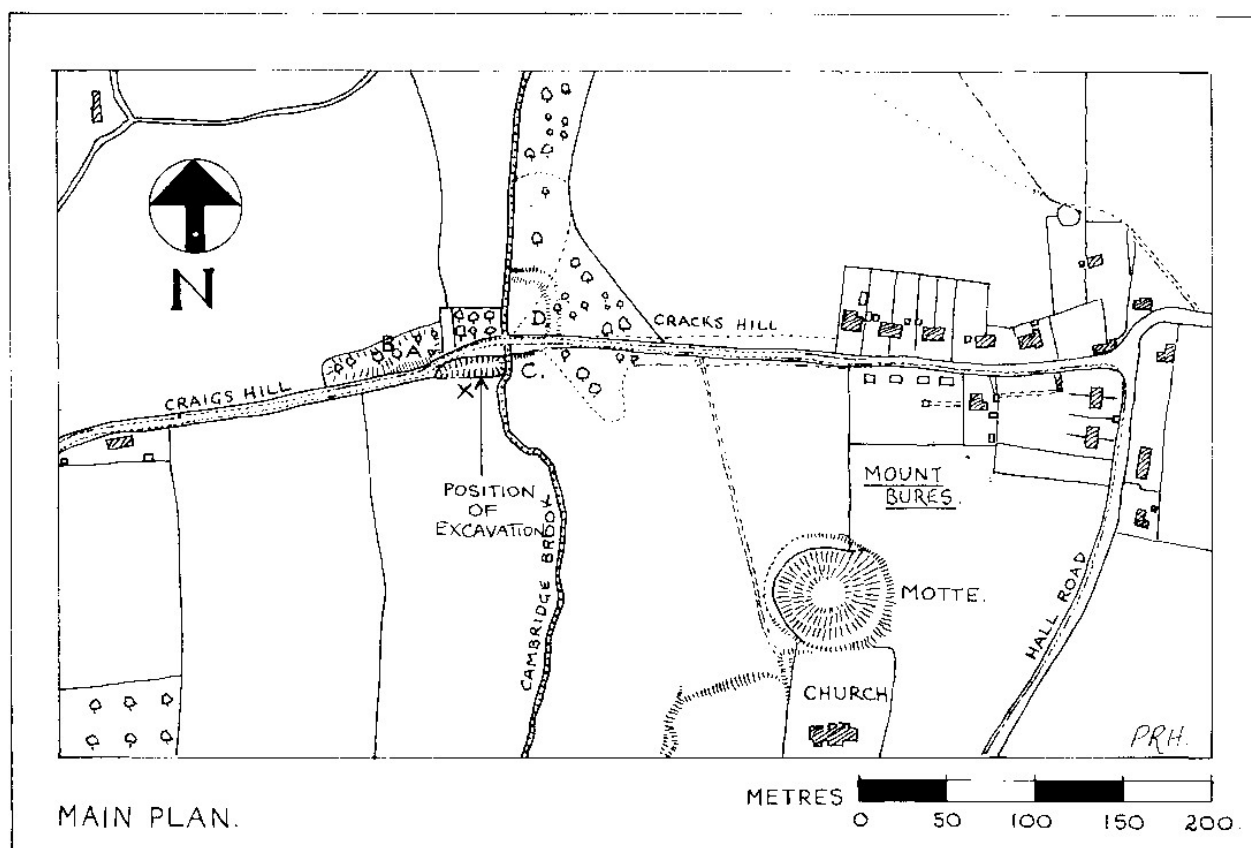 N
CRACKS HILL
D
B
A
C.
X
CRAIGS HILL
POSITION
OF
EXCAVATION
CAMBRIDGE BROOK
MOUNT
BURES.
MOTTE.
HALL ROAD
CHURCH
PRH.
MAIN PLAN.
METRES
0 50 100 150 200.